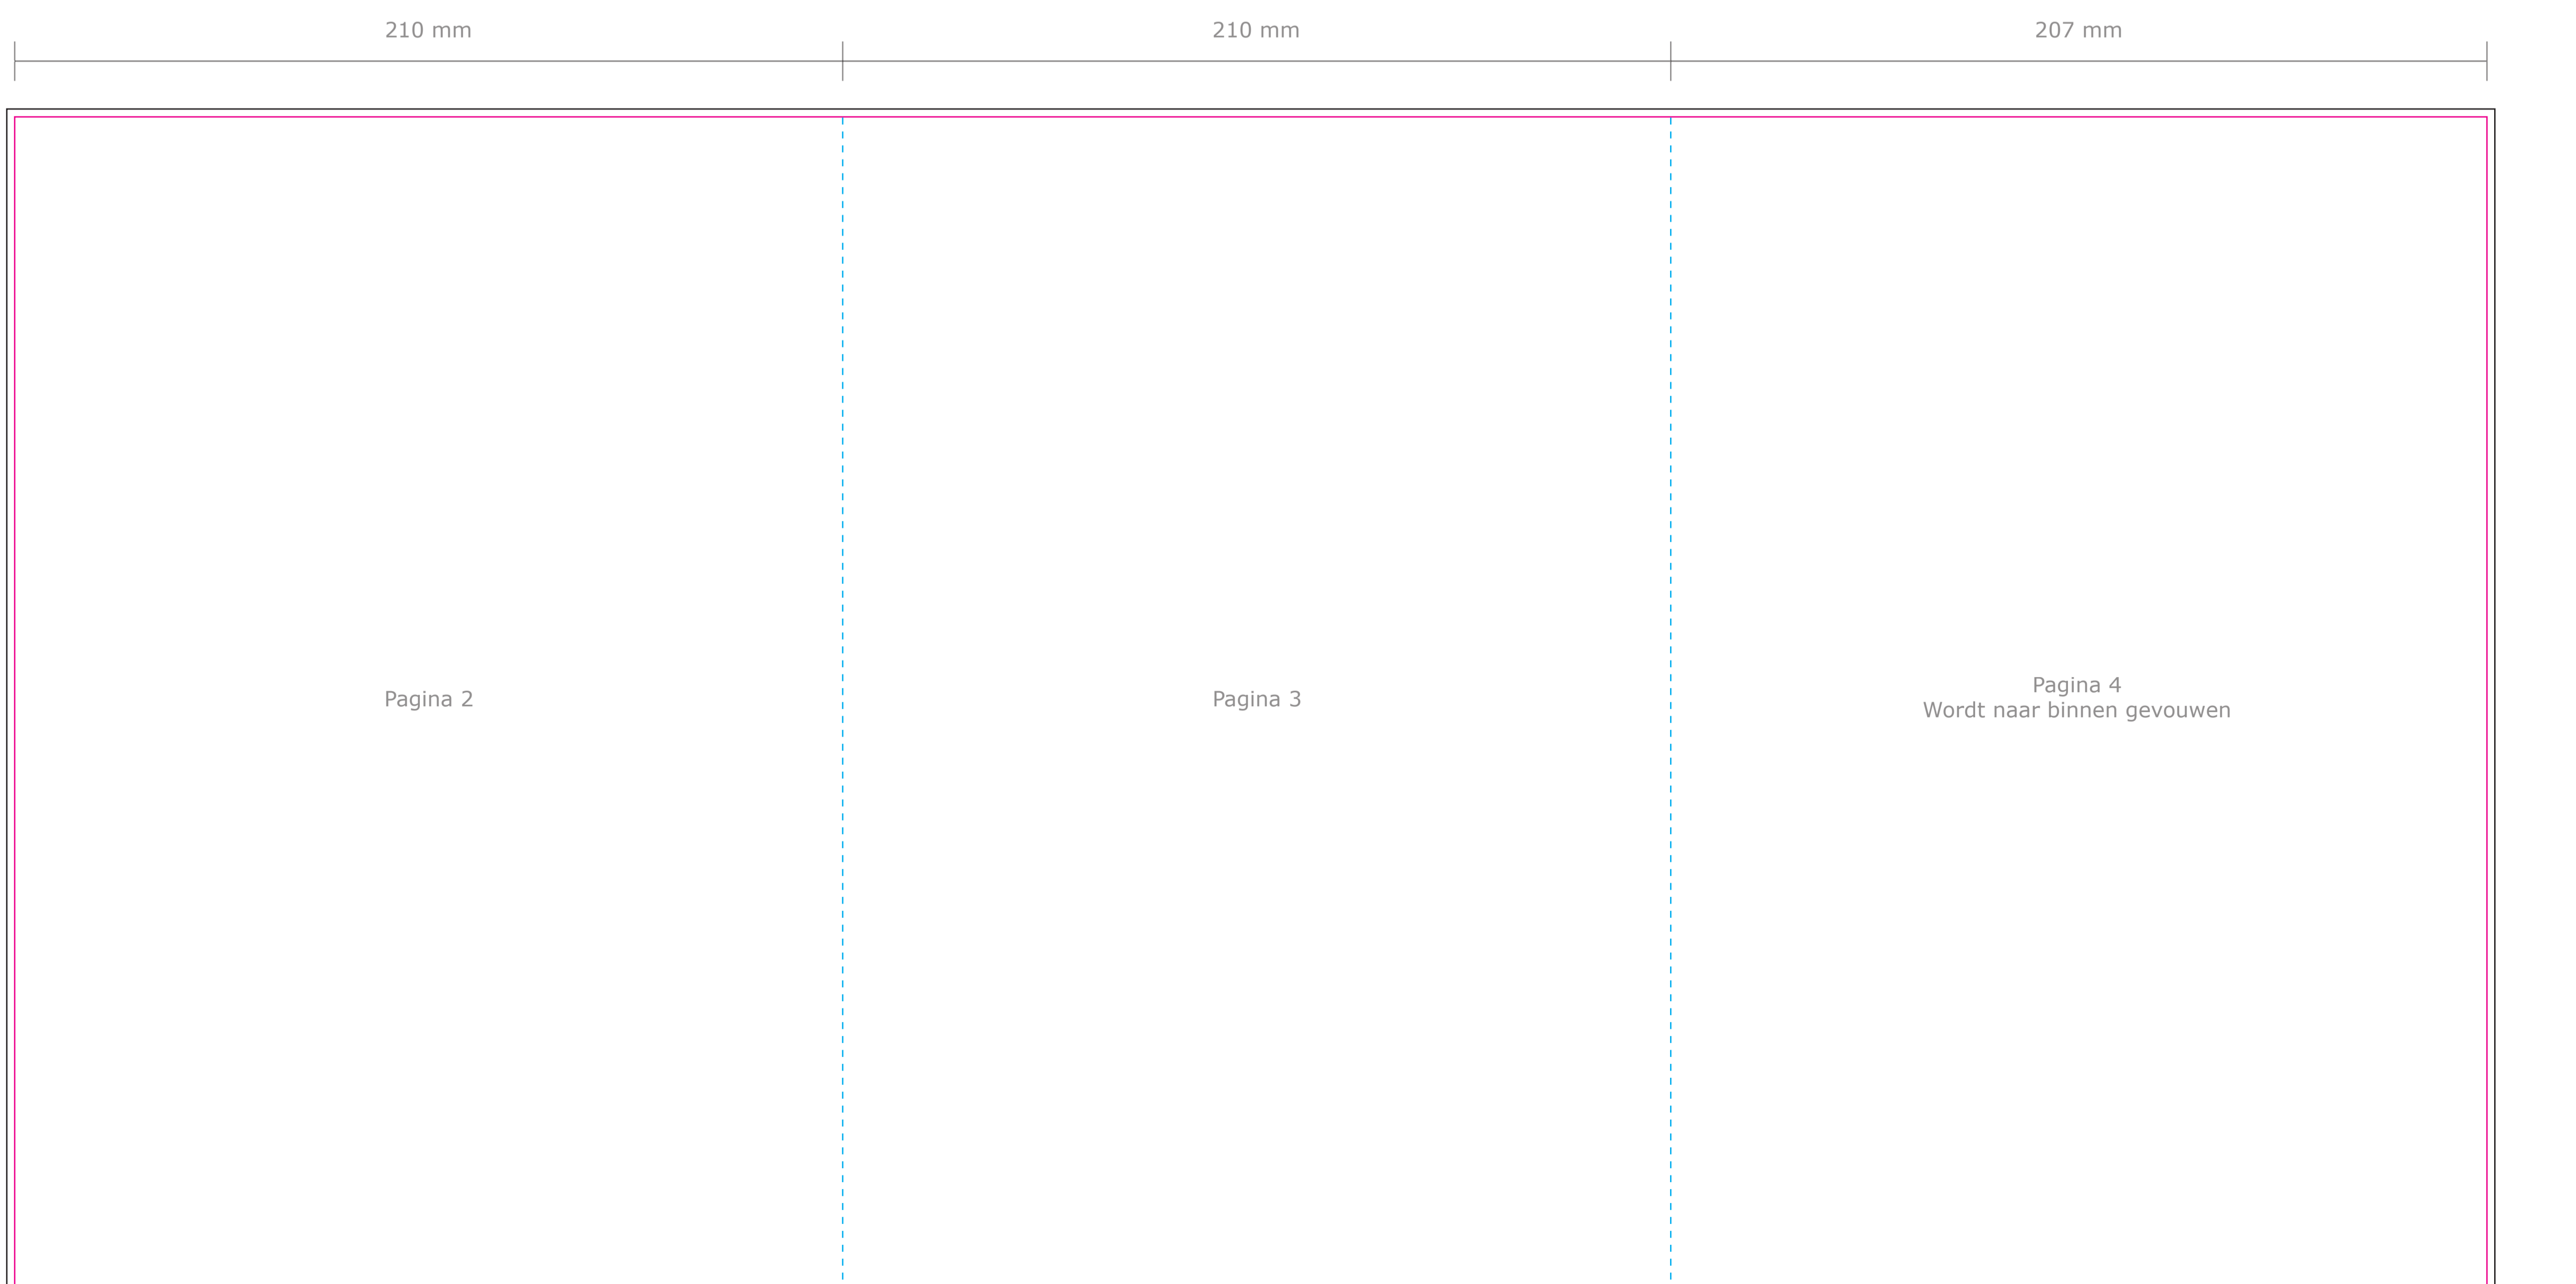 210 mm
210 mm
207 mm
Pagina 2
Pagina 3
Pagina 4
Wordt naar binnen gevouwen